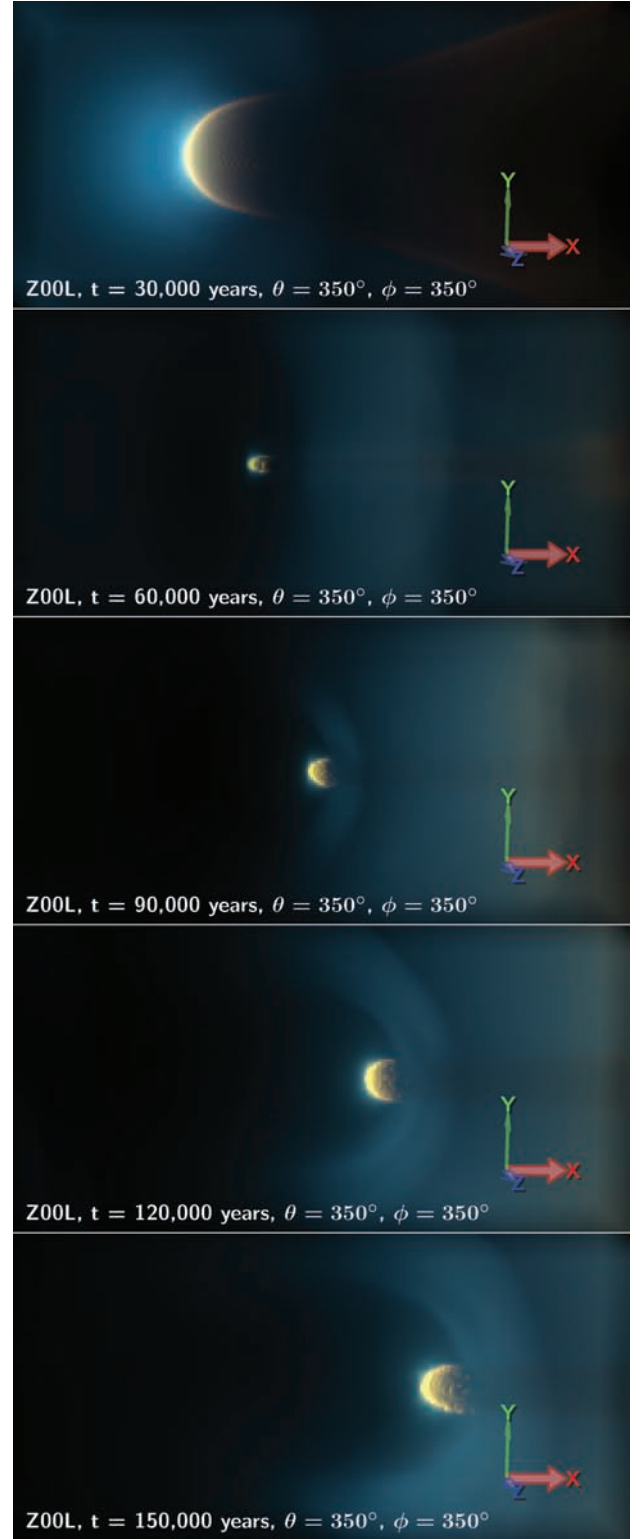 Y
X
Z
Z00L, t = 30,000 years, θ = 350°, ϕ = 350°
Y
X
Z
Z00L, t = 60,000 years, θ = 350°, ϕ = 350°
Y
X
Z
Z00L, t = 90,000 years, θ = 350°, ϕ = 350°
Y
X
Z
Z00L, t = 120,000 years, θ = 350°, ϕ = 350°
Y
X
Z
Z00L, t = 150,000 years, θ = 350°, ϕ = 350°